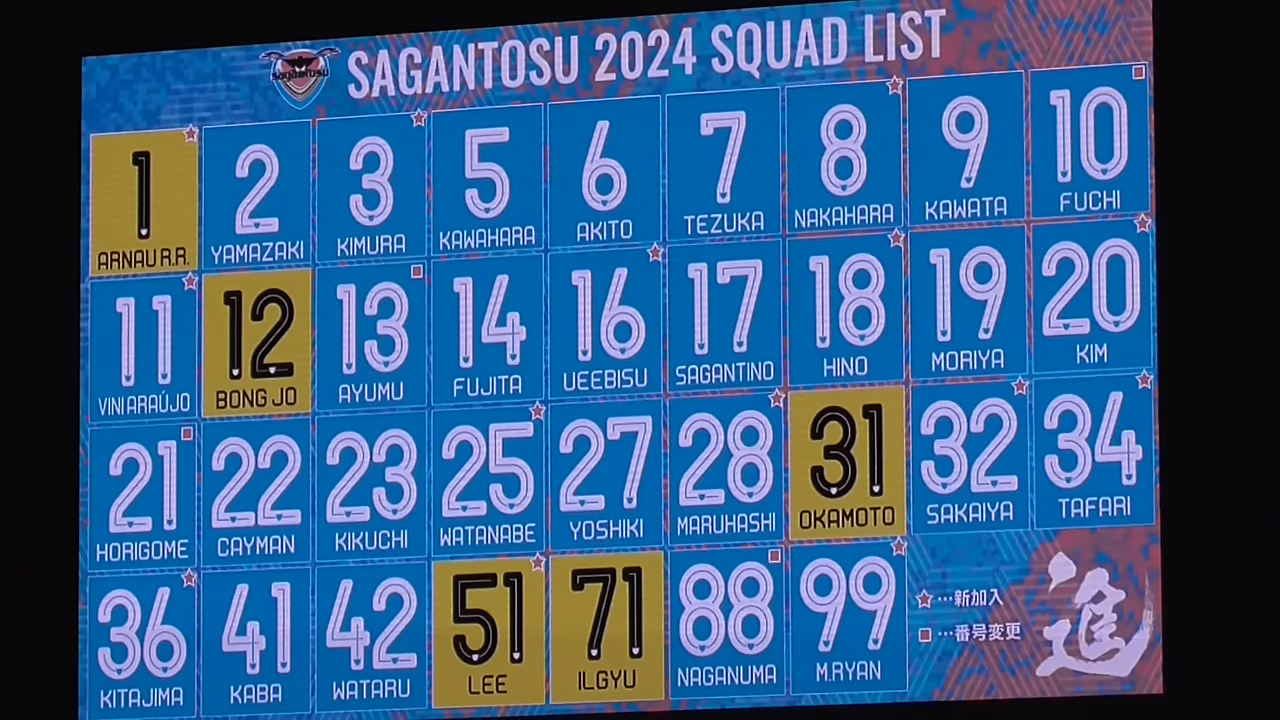 SAGANTOSU SAGANTOSU 2024 SQUAD LIST
1 2 3 5 6 7 8 9 10
ARNAU R.R. YAMAZAKI KIMURA KAWAHARA AKITO TEZUKA NAKAHARA KAWATA FUCHI
11 12 13 14 16 17 18 19 20
VINI ARAÚJO BONG JO AYUMU FUJITA UEEBISU SAGANTINO HINO MORIYA KIM
21 22 23 25 27 28 31 32 34
HORIGOME CAYMAN KIKUCHI WATANABE YOSHIKI MARUHASHI OKAMOTO SAKAIYA TAFARI
36 41 42 51 71 88 99
KITAJIMA KABA WATARU LEE ILGYU NAGANUMA M.RYAN
☆…新加入
□…番号変更
進